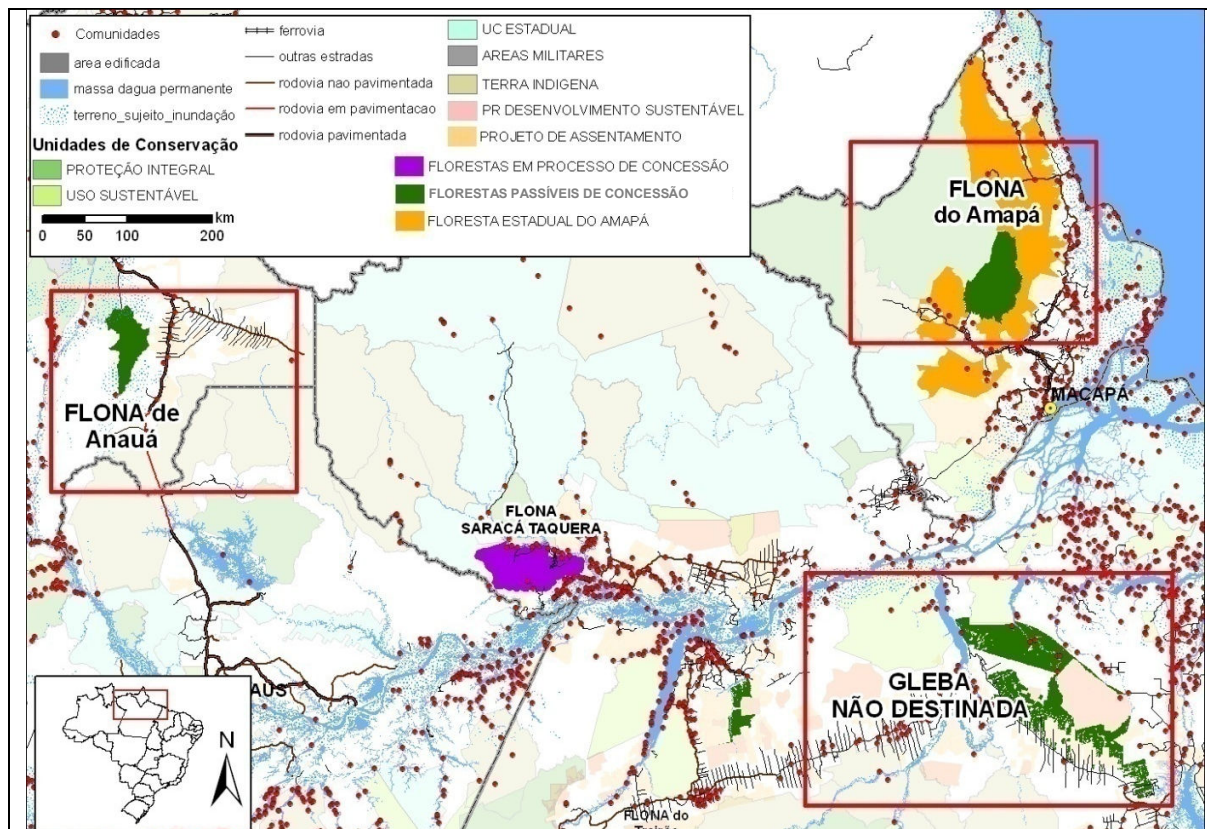 Comunidades
area edificada
massa dagua permanente
terreno_sujeito_inundação
Unidades de Conservação
PROTEÇÃO INTEGRAL
USO SUSTENTÁVEL
km
0 50 100 200
ferrovia
outras estradas
rodovia nao pavimentada
rodovia em pavimentacao
rodovia pavimentada
UC ESTADUAL
AREAS MILITARES
TERRA INDIGENA
PR DESENVOLVIMENTO SUSTENTÁVEL
PROJETO DE ASSENTAMENTO
FLORESTAS EM PROCESSO DE CONCESSÃO
FLORESTAS PASSÍVEIS DE CONCESSÃO
FLORESTA ESTADUAL DO AMAPÁ
FLONA
do Amapá
FLONA de
Anauá
MACAPÁ
FLONA
SARACÁ TAQUERA
GLEBA
NÃO DESTINADA
AUS
N
FLONA do